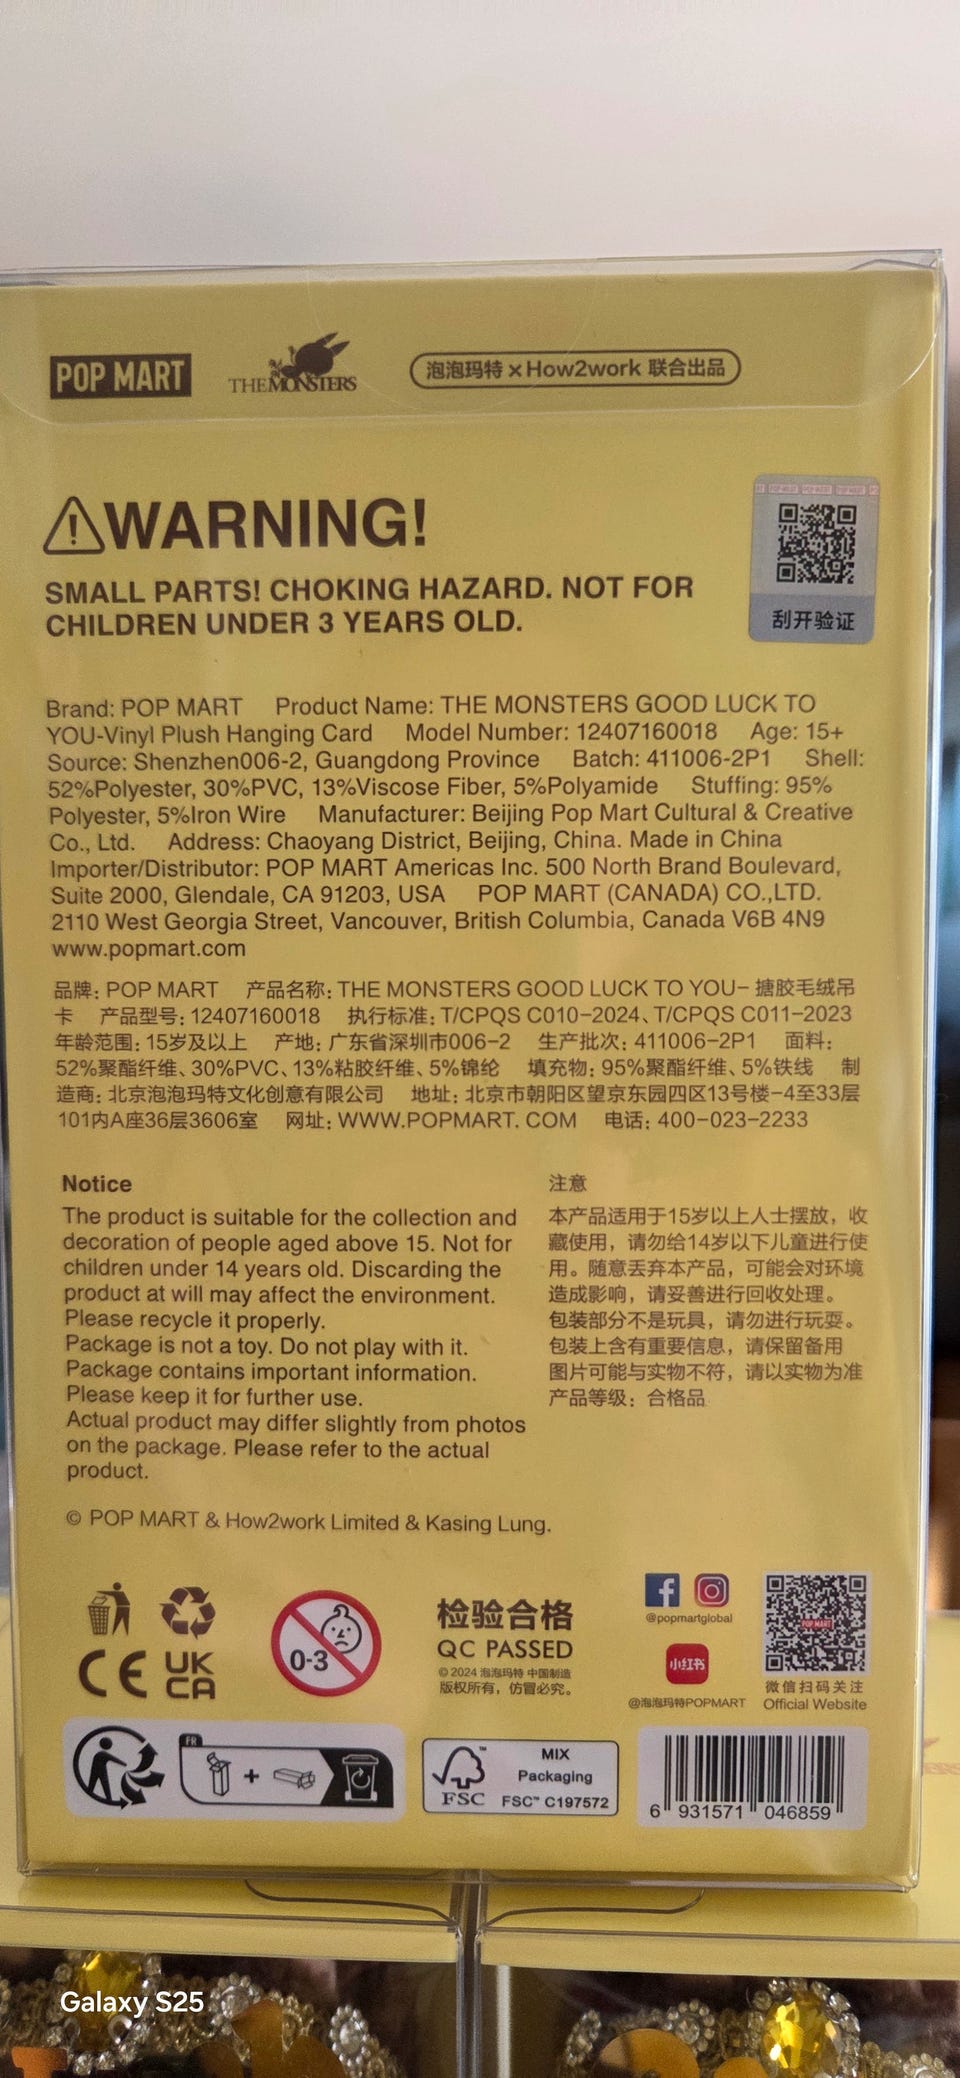 POP MART
THE MONSTERS
泡泡玛特 × How2work 联合出品
WARNING!
SMALL PARTS! CHOKING HAZARD. NOT FOR
CHILDREN UNDER 3 YEARS OLD.
POP MART POP MART POP MART
刮开验证
Brand: POP MART Product Name: THE MONSTERS GOOD LUCK TO
YOU-Vinyl Plush Hanging Card Model Number: 12407160018 Age: 15+
Source: Shenzhen006-2, Guangdong Province Batch: 411006-2P1 Shell:
52%Polyester, 30%PVC, 13%Viscose Fiber, 5%Polyamide Stuffing: 95%
Polyester, 5%Iron Wire Manufacturer: Beijing Pop Mart Cultural & Creative
Co., Ltd. Address: Chaoyang District, Beijing, China. Made in China
Importer/Distributor: POP MART Americas Inc. 500 North Brand Boulevard,
Suite 2000, Glendale, CA 91203, USA POP MART (CANADA) CO.,LTD.
2110 West Georgia Street, Vancouver, British Columbia, Canada V6B 4N9
www.popmart.com
品牌: POP MART 产品名称: THE MONSTERS GOOD LUCK TO YOU- 搪胶毛绒吊
卡 产品型号: 12407160018 执行标准: T/CPQS C010-2024、T/CPQS C011-2023
年龄范围: 15岁及以上 产地: 广东省深圳市006-2 生产批次: 411006-2P1 面料:
52%聚酯纤维、30%PVC、13%粘胶纤维、5%锦纶 填充物: 95%聚酯纤维、5%铁线 制
造商: 北京泡泡玛特文化创意有限公司 地址: 北京市朝阳区望京东园四区13号楼-4至33层
101内A座36层3606室 网址: WWW.POPMART. COM 电话: 400-023-2233
Notice
The product is suitable for the collection and
decoration of people aged above 15. Not for
children under 14 years old. Discarding the
product at will may affect the environment.
Please recycle it properly.
Package is not a toy. Do not play with it.
Package contains important information.
Please keep it for further use.
Actual product may differ slightly from photos
on the package. Please refer to the actual
product.
注意
本产品适用于15岁以上人士摆放，收
藏使用，请勿给14岁以下儿童进行使
用。随意丢弃本产品，可能会对环境
造成影响，请妥善进行回收处理。
包装部分不是玩具，请勿进行玩耍。
包装上含有重要信息，请保留备用
图片可能与实物不符，请以实物为准
产品等级：合格品
© POP MART & How2work Limited & Kasing Lung.
CE
UK
CA
0-3
检验合格
QC PASSED
© 2024 泡泡玛特 中国制造
版权所有，仿冒必究。
@popmartglobal
小红书
@泡泡玛特POPMART
POP MART
微信扫码关注
Official Website
FR
+
FSC™
MIX
Packaging
FSC™ C197572
6 931571 046859
Galaxy S25